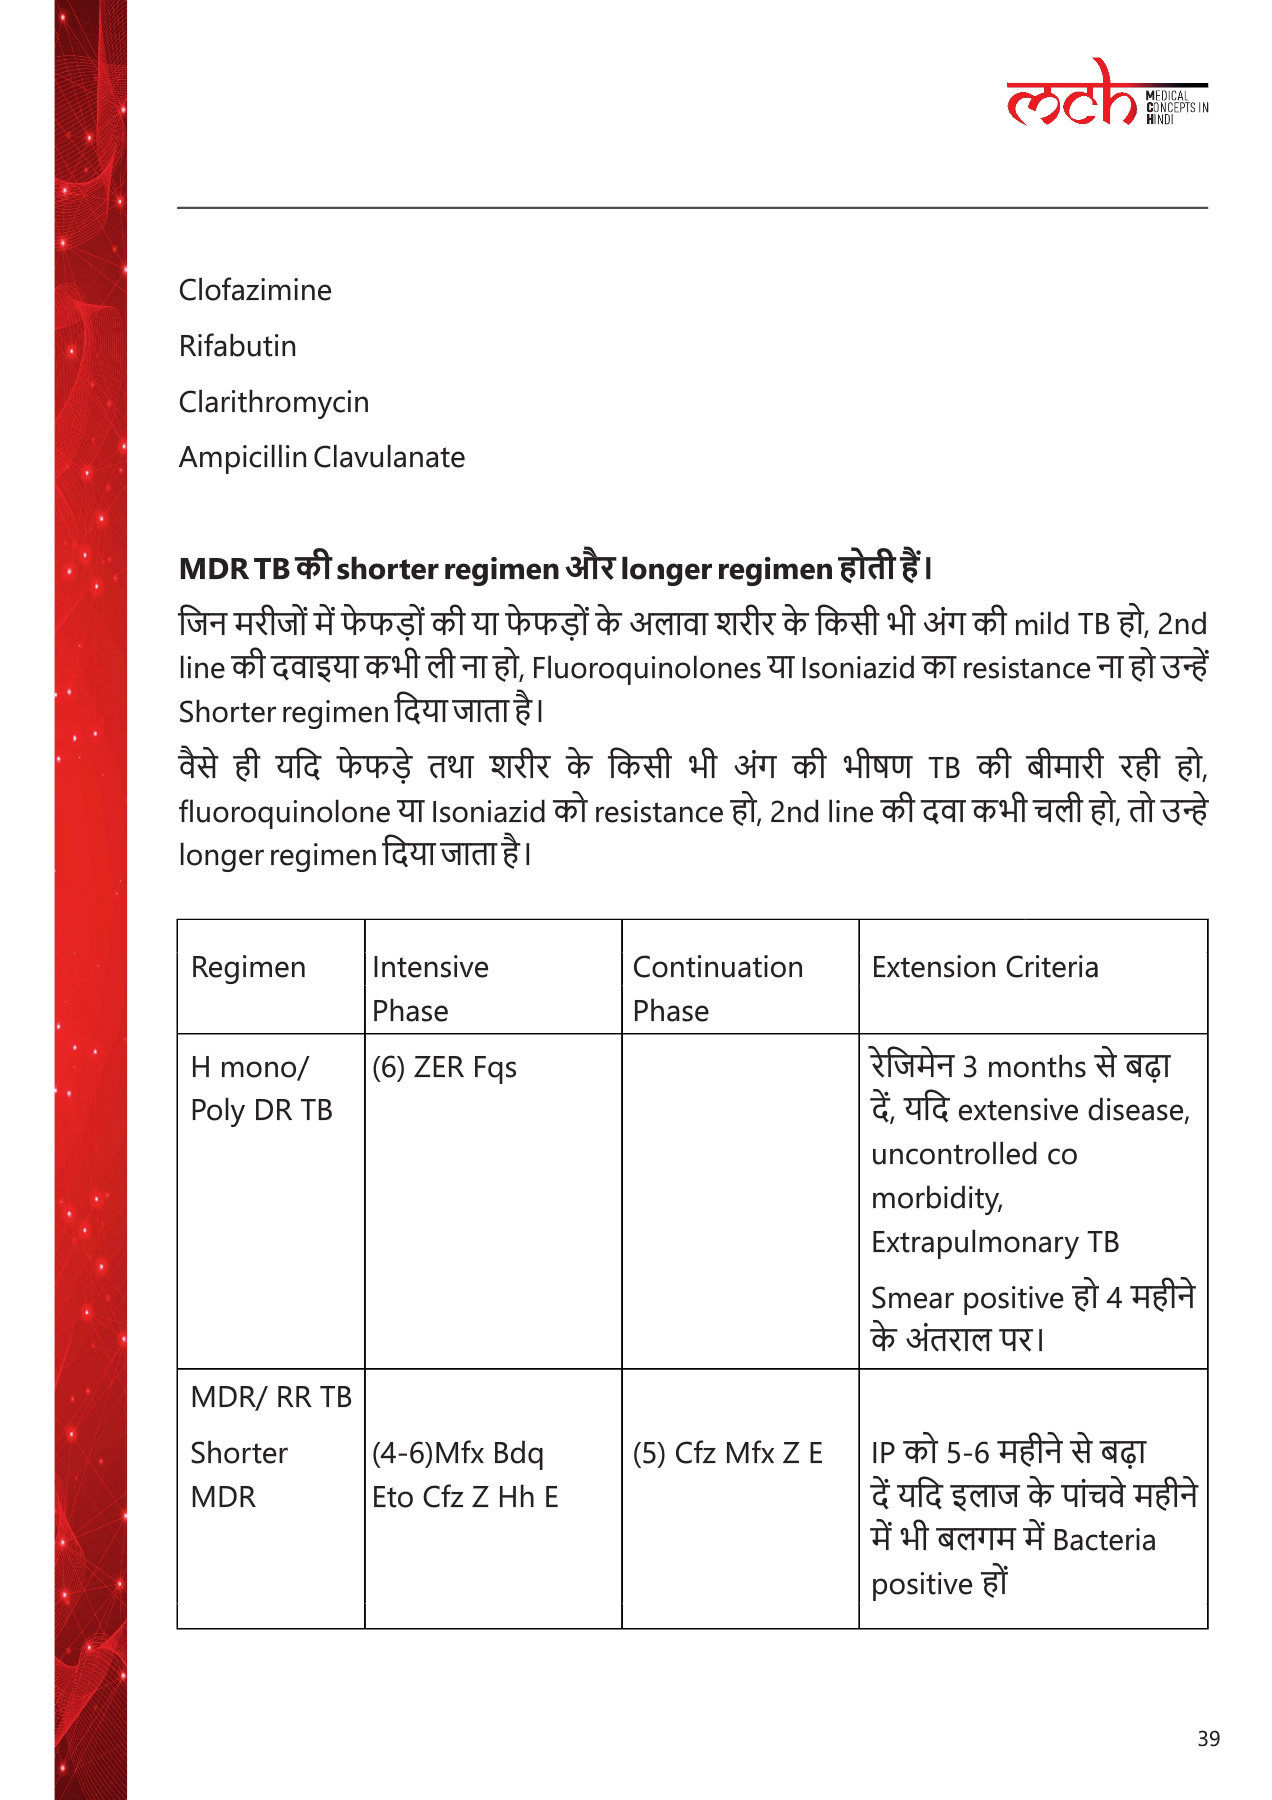 mch MEDICAL
CONCEPTS IN
HINDI
Clofazimine
Rifabutin
Clarithromycin
Ampicillin Clavulanate
MDR TB की shorter regimen और longer regimen होती हैं।
जिन मरीजों में फेफड़ों की या फेफड़ों के अलावा शरीर के किसी भी अंग की mild TB हो, 2nd
line की दवाइया कभी ली ना हो, Fluoroquinolones या Isoniazid का resistance ना हो उन्हें
Shorter regimen दिया जाता है।
वैसे ही यदि फेफड़े तथा शरीर के किसी भी अंग की भीषण TB की बीमारी रही हो,
fluoroquinolone या Isoniazid को resistance हो, 2nd line की दवा कभी चली हो, तो उन्हे
longer regimen दिया जाता है।
Regimen
Intensive
Phase
Continuation
Phase
Extension Criteria
H mono/
Poly DR TB
(6) ZER Fqs
रेजिमेन 3 months से बढ़ा
दें, यदि extensive disease,
uncontrolled co
morbidity,
Extrapulmonary TB
Smear positive हो 4 महीने
के अंतराल पर।
MDR/ RR TB
Shorter
MDR
(4-6)Mfx Bdq
Eto Cfz Z Hh E
(5) Cfz Mfx Z E
IP को 5-6 महीने से बढ़ा
दें यदि इलाज के पांचवे महीने
में भी बलगम में Bacteria
positive हों
39